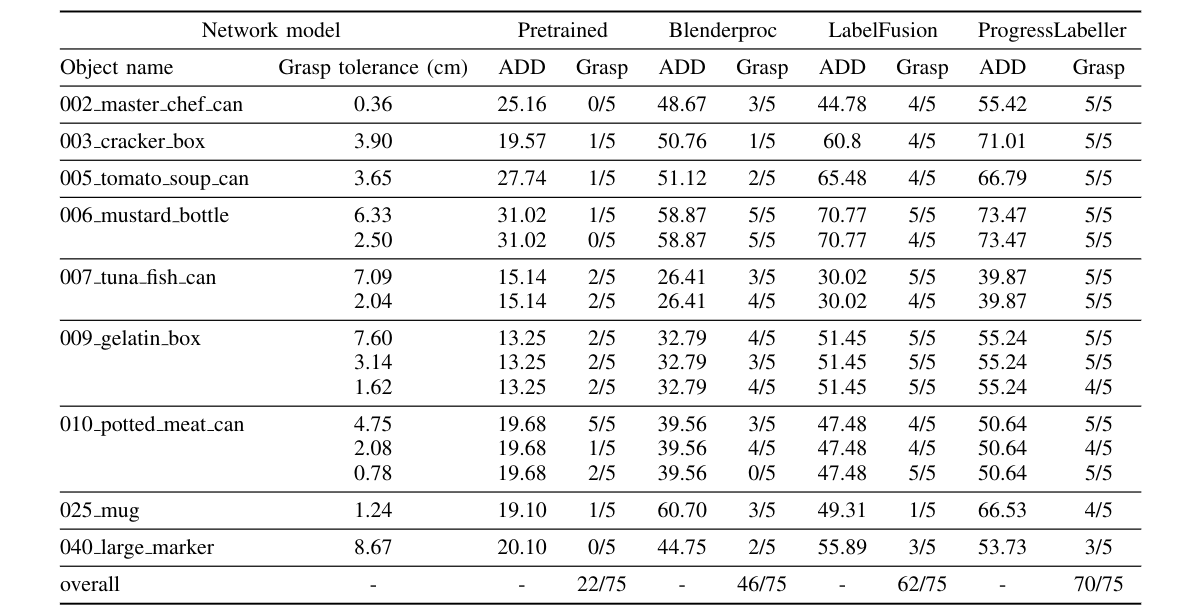 Network model Pretrained Blenderproc LabelFusion ProgressLabeller
Object name Grasp tolerance (cm) ADD Grasp ADD Grasp ADD Grasp ADD Grasp
002_master_chef_can 0.36 25.16 0/5 48.67 3/5 44.78 4/5 55.42 5/5
003_cracker_box 3.90 19.57 1/5 50.76 1/5 60.8 4/5 71.01 5/5
005_tomato_soup_can 3.65 27.74 1/5 51.12 2/5 65.48 4/5 66.79 5/5
006_mustard_bottle 6.33 31.02 1/5 58.87 5/5 70.77 5/5 73.47 5/5
2.50 31.02 0/5 58.87 5/5 70.77 4/5 73.47 5/5
007_tuna_fish_can 7.09 15.14 2/5 26.41 3/5 30.02 5/5 39.87 5/5
2.04 15.14 2/5 26.41 4/5 30.02 4/5 39.87 5/5
009_gelatin_box 7.60 13.25 2/5 32.79 4/5 51.45 5/5 55.24 5/5
3.14 13.25 2/5 32.79 3/5 51.45 5/5 55.24 5/5
1.62 13.25 2/5 32.79 4/5 51.45 5/5 55.24 4/5
010_potted_meat_can 4.75 19.68 5/5 39.56 3/5 47.48 4/5 50.64 5/5
2.08 19.68 1/5 39.56 4/5 47.48 4/5 50.64 4/5
0.78 19.68 2/5 39.56 0/5 47.48 5/5 50.64 5/5
025_mug 1.24 19.10 1/5 60.70 3/5 49.31 1/5 66.53 4/5
040_large_marker 8.67 20.10 0/5 44.75 2/5 55.89 3/5 53.73 3/5
overall - - 22/75 - 46/75 - 62/75 - 70/75